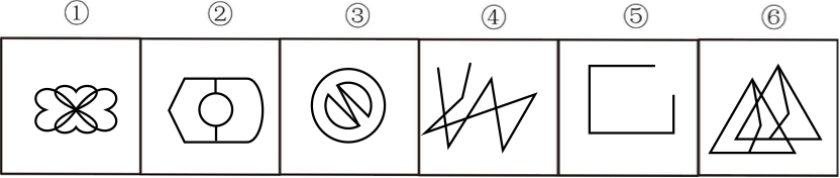 ① ② ③ ④ ⑤ ⑥